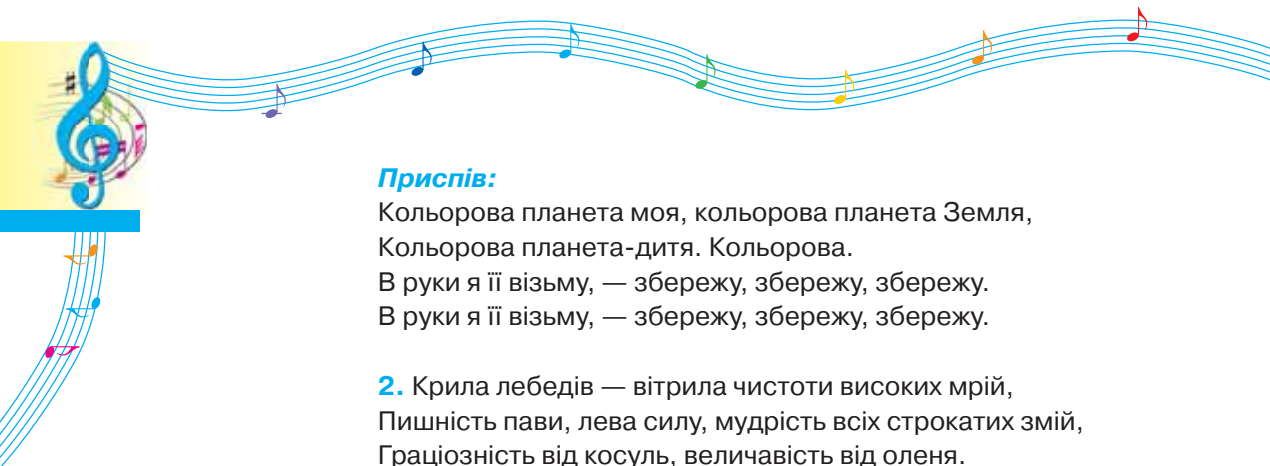 Приспів:
Кольорова планета моя, кольорова планета Земля,
Кольорова планета-дитя. Кольорова.
В руки я її візьму, — збережу, збережу, збережу.
В руки я її візьму, — збережу, збережу, збережу.
2. Крила лебедів — вітрила чистоти високих мрій,
Пишність пави, лева силу, мудрість всіх строкатих змій,
Граціозність від косуль, величавість від оленя.